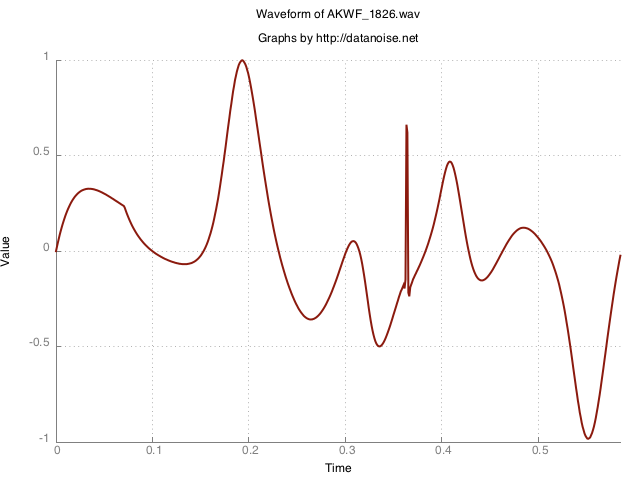 Waveform of AKWF_1826.wav
Graphs by http://datanoise.net
1
0.5
0
-0.5
-1
Value
0 0.1 0.2 0.3 0.4 0.5
Time